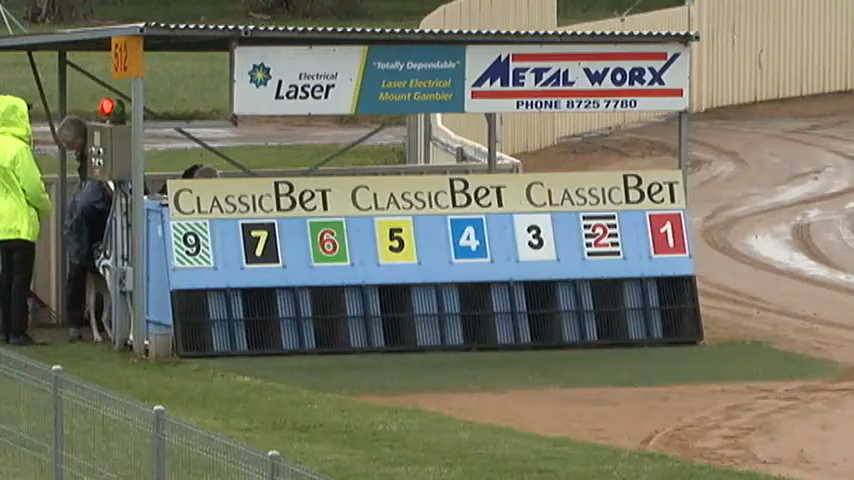 512
Electrical
Laser
"Totally Dependable"
Laser Electrical
Mount Gambier
METAL WORX
PHONE 8725 7780
CLASSICBET CLASSICBET CLASSICBET
9 7 6 5 4 3 2 1